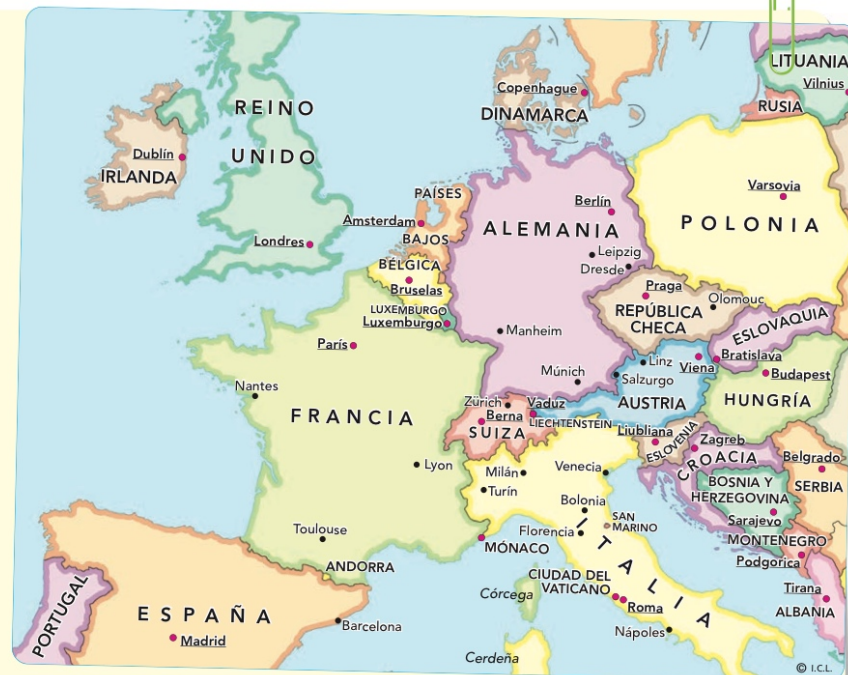 LITUANIA
Vilnius
Copenhague
REINO
RUSIA
DINAMARCA
UNIDO
Dublín
IRLANDA
PAÍSES
Varsovia
Berlín
Amsterdam
ALEMANIA
POLONIA
BAJOS
Londres
Leipzig
BÉLGICA
Dresde
Bruselas
Praga
Olomouc
LUXEMBURGO
REPÚBLICA
CHECA
Luxemburgo
ESLOVAQUIA
Manheim
París
Bratislava
Linz
Viena
Múnich
Salzurgo
Budapest
Nantes
Zürich
Vaduz
AUSTRIA
HUNGRÍA
Berna
FRANCIA
LIECHTENSTEIN
SUIZA
Liubliana
ESLOVENIA
Zagreb
CROACIA
Belgrado
Lyon
Milán
Venecia
BOSNIA Y
HERZEGOVINA
SERBIA
Turín
Bolonia
SAN
MARINO
Sarajevo
Toulouse
Florencia
ITALIA
MÓNACO
MONTENEGRO
Podgorica
ANDORRA
CIUDAD DEL
VATICANO
Córcega
Tirana
PORTUGAL
ESPAÑA
Roma
ALBANIA
Barcelona
Nápoles
Madrid
Cerdeña
© I.C.L.